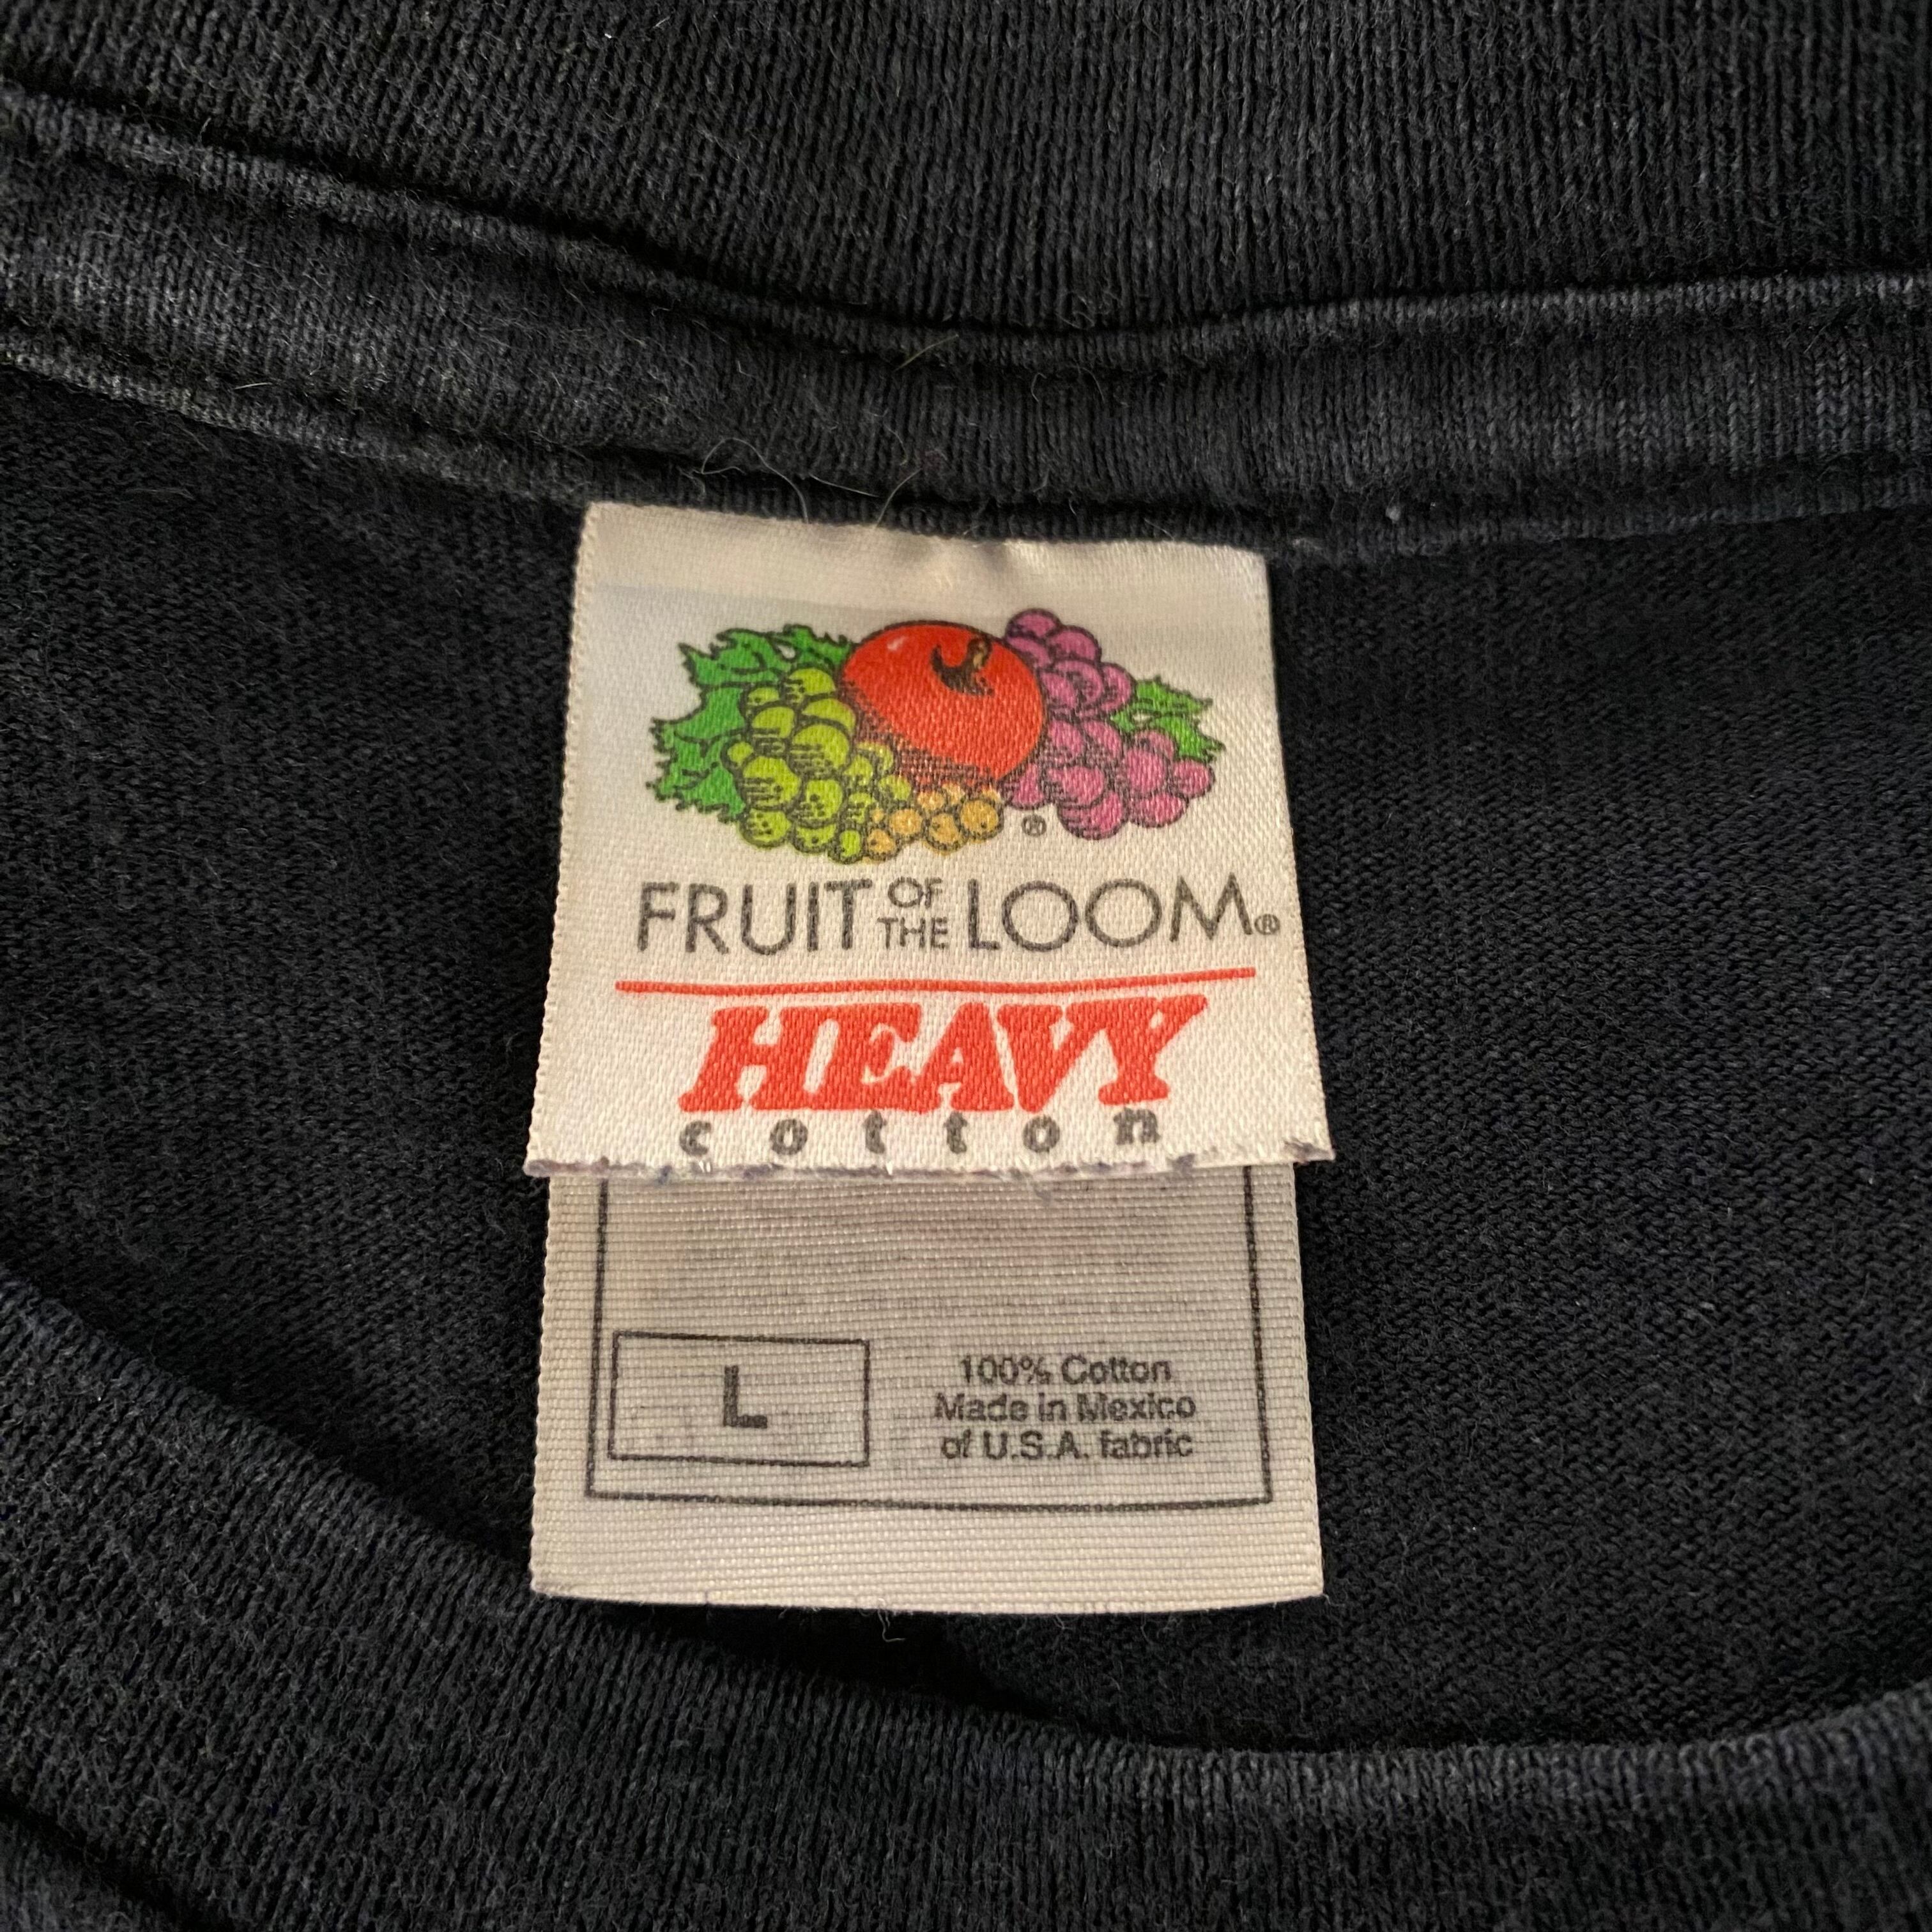 ®
FRUIT OF THE LOOM®
HEAVY
cotton
L
100% Cotton
Made in Mexico
of U.S.A. fabric